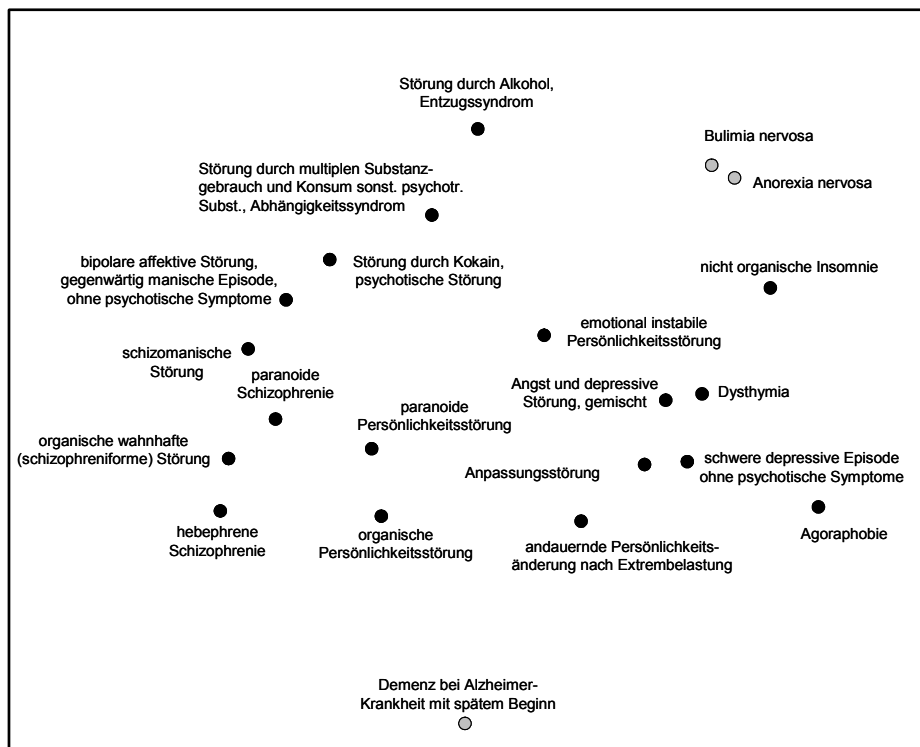 Störung durch Alkohol,
Entzugssyndrom
Bulimia nervosa
Anorexia nervosa
Störung durch multiplen Substanz-
gebrauch und Konsum sonst. psychotr.
Subst., Abhängigkeitssyndrom
bipolare affektive Störung,
gegenwärtig manische Episode,
ohne psychotische Symptome
Störung durch Kokain,
psychotische Störung
nicht organische Insomnie
emotional instabile
Persönlichkeitsstörung
schizomanische
Störung
paranoide
Schizophrenie
Angst und depressive
Störung, gemischt
Dysthymia
paranoide
Persönlichkeitsstörung
organische wahnhafte
(schizophreniforme) Störung
Anpassungsstörung
schwere depressive Episode
ohne psychotische Symptome
hebephrene
Schizophrenie
organische
Persönlichkeitsstörung
andauernde Persönlichkeits-
änderung nach Extrembelastung
Agoraphobie
Demenz bei Alzheimer-
Krankheit mit spätem Beginn